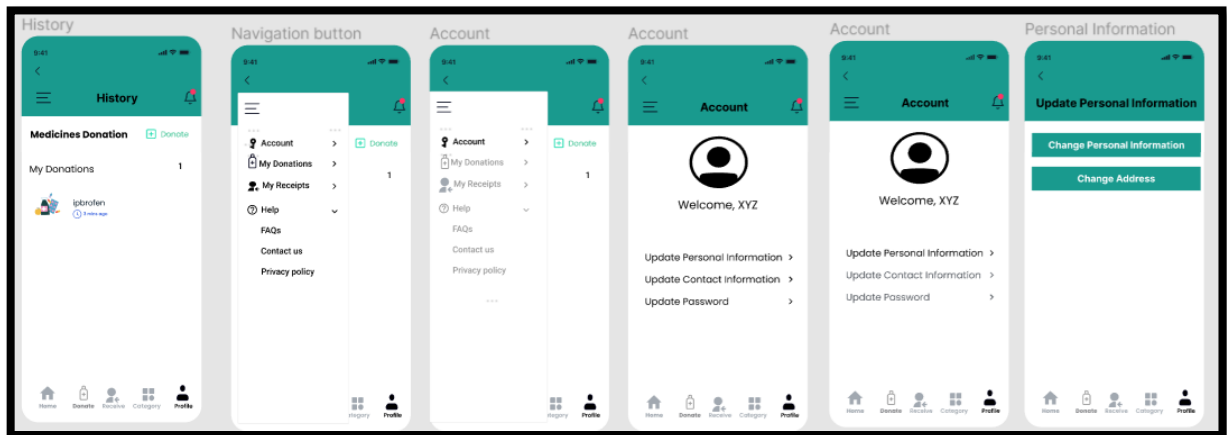 History
9:41
History
Medicines Donation
Donate
My Donations
1
ipbrofen
5 mins ago
Home Donate Receive Category Profile
Navigation button
9:41
Account
My Donations
My Receipts
Help
FAQs
Contact us
Privacy policy
Donate
1
Profile
Account
9:41
Account
My Donations
My Receipts
Help
FAQs
Contact us
Privacy policy
Donate
1
Profile
Account
9:41
Account
Welcome, XYZ
Update Personal Information
Update Contact Information
Update Password
Home Donate Receive Category Profile
Account
9:41
Account
Welcome, XYZ
Update Personal Information
Update Contact Information
Update Password
Home Donate Receive Category Profile
Personal Information
9:41
Update Personal Information
Change Personal Information
Change Address
Home Donate Receive Category Profile